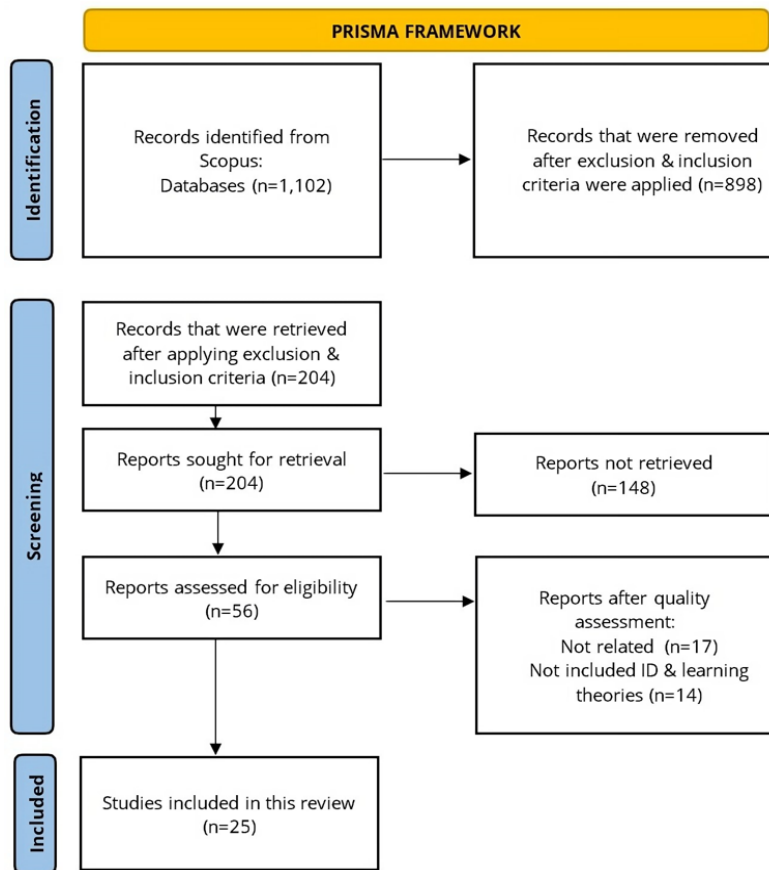 PRISMA FRAMEWORK
Identification
Records identified from
Scopus:
Databases (n=1,102)
Records that were removed
after exclusion & inclusion
criteria were applied (n=898)
Screening
Records that were retrieved
after applying exclusion &
inclusion criteria (n=204)
Reports sought for retrieval
(n=204)
Reports not retrieved
(n=148)
Reports assessed for eligibility
(n=56)
Reports after quality
assessment:
Not related (n=17)
Not included ID & learning
theories (n=14)
Included
Studies included in this review
(n=25)